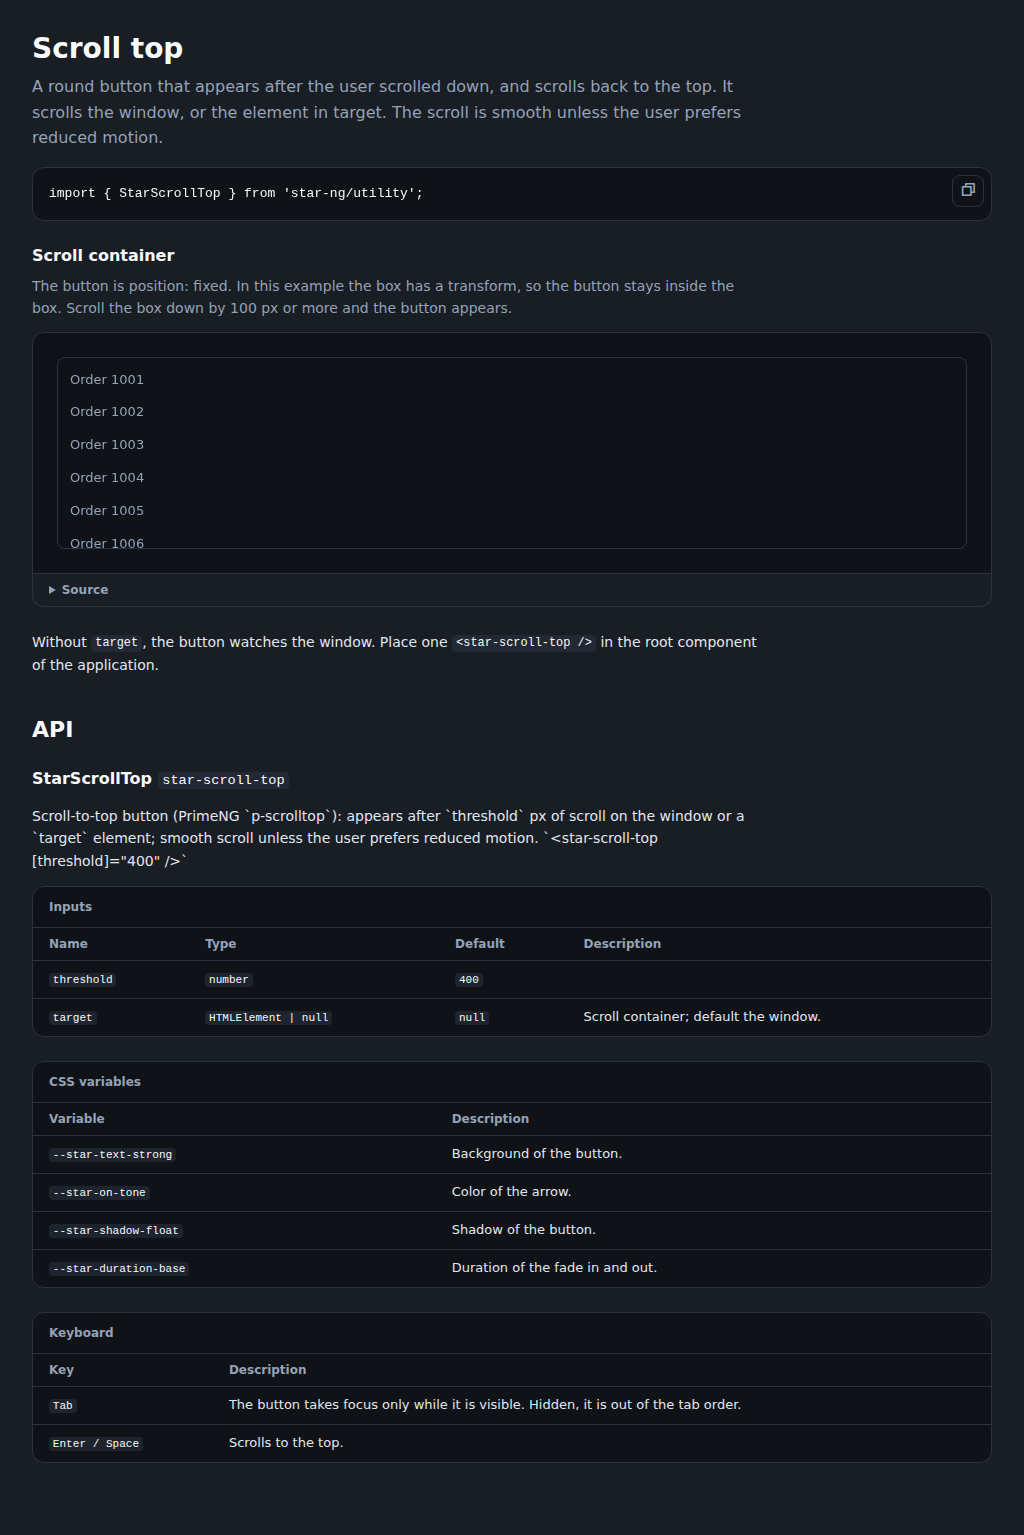 Scroll top
A round button that appears after the user scrolled down, and scrolls back to the top. It
scrolls the window, or the element in target. The scroll is smooth unless the user prefers
reduced motion.
import { StarScrollTop } from 'star-ng/utility';
Scroll container
The button is position: fixed. In this example the box has a transform, so the button stays inside the
box. Scroll the box down by 100 px or more and the button appears.
Order 1001
Order 1002
Order 1003
Order 1004
Order 1005
Order 1006
Source
Without target, the button watches the window. Place one <star-scroll-top /> in the root component
of the application.
API
StarScrollTop star-scroll-top
Scroll-to-top button (PrimeNG `p-scrolltop`): appears after `threshold` px of scroll on the window or a
`target` element; smooth scroll unless the user prefers reduced motion. `<star-scroll-top
[threshold]="400" />`
Inputs
Name Type Default Description
threshold number 400
target HTMLElement | null null Scroll container; default the window.
CSS variables
Variable Description
--star-text-strong Background of the button.
--star-on-tone Color of the arrow.
--star-shadow-float Shadow of the button.
--star-duration-base Duration of the fade in and out.
Keyboard
Key Description
Tab The button takes focus only while it is visible. Hidden, it is out of the tab order.
Enter / Space Scrolls to the top.